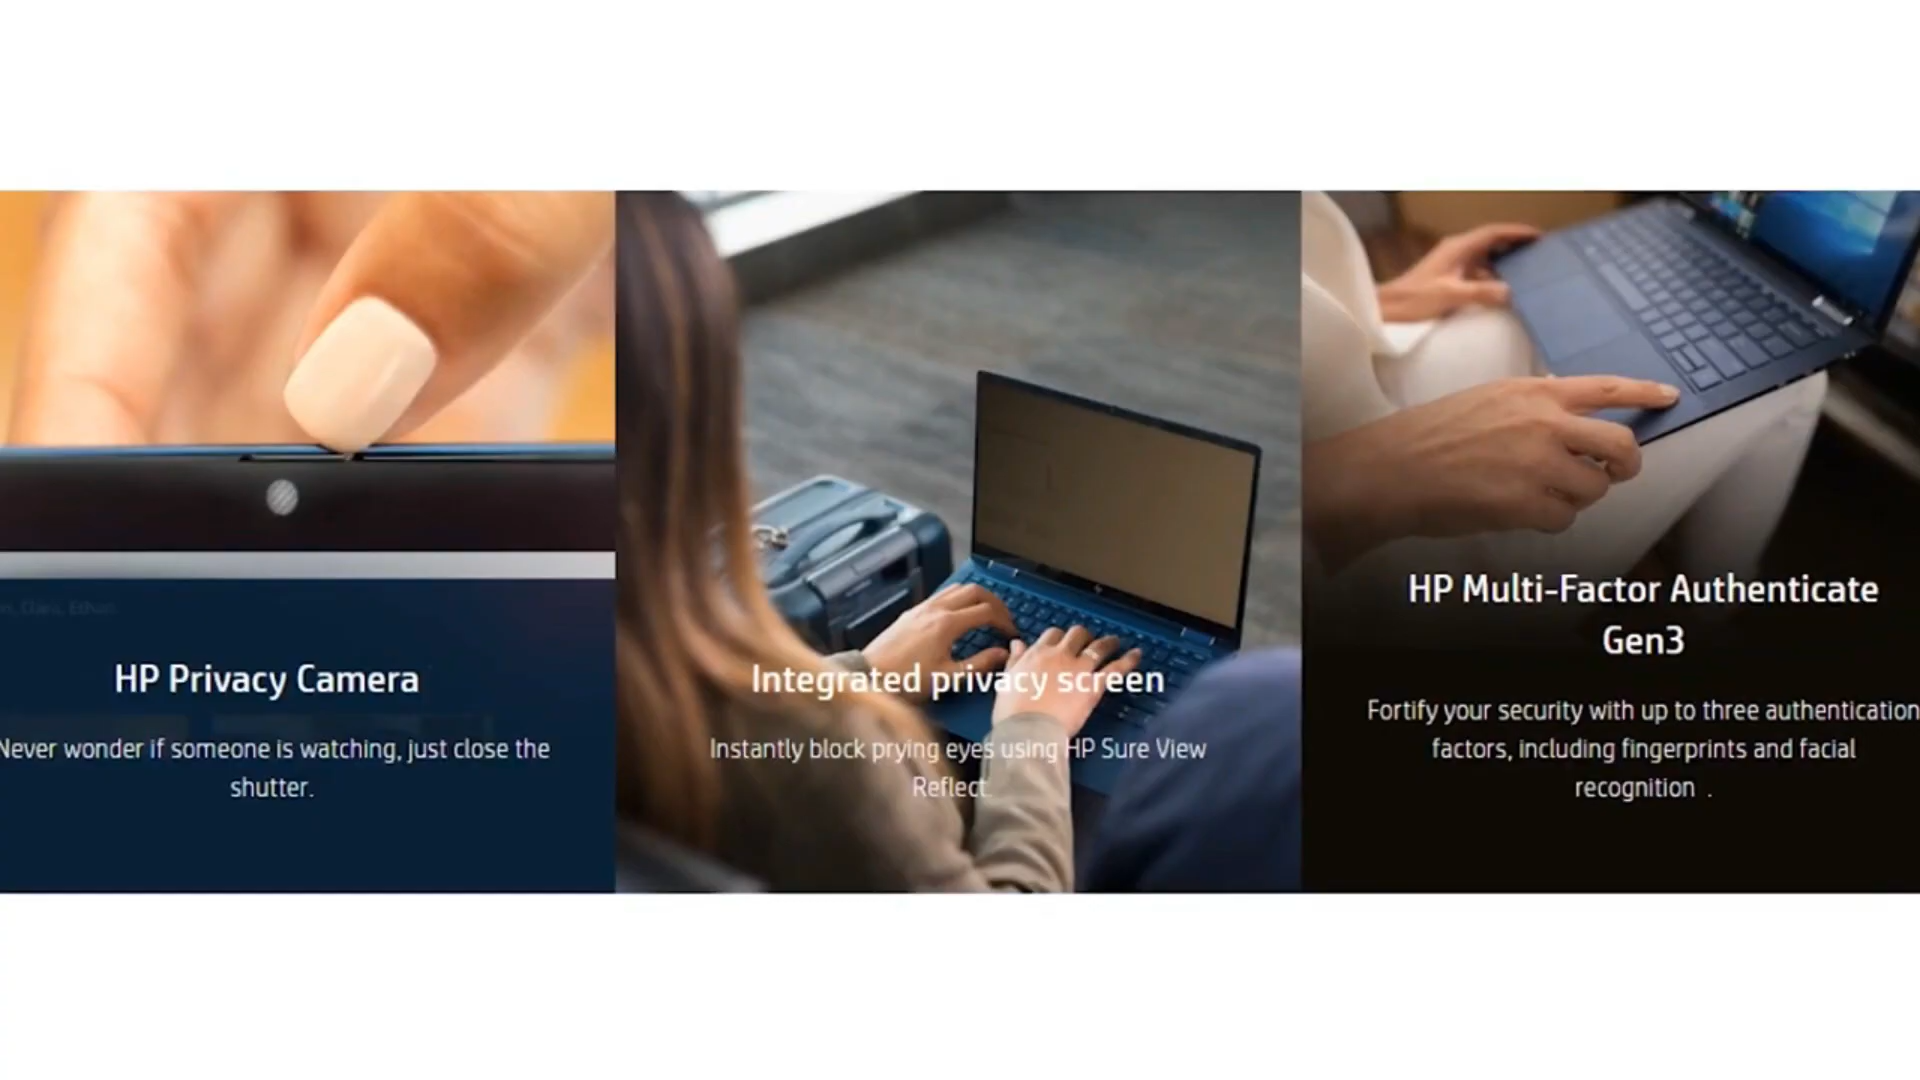 HP Privacy Camera
Never wonder if someone is watching, just close the
shutter.
Integrated privacy screen
Instantly block prying eyes using HP Sure View
Reflect.
HP Multi-Factor Authenticate
Gen3
Fortify your security with up to three authentication
factors, including fingerprints and facial
recognition .